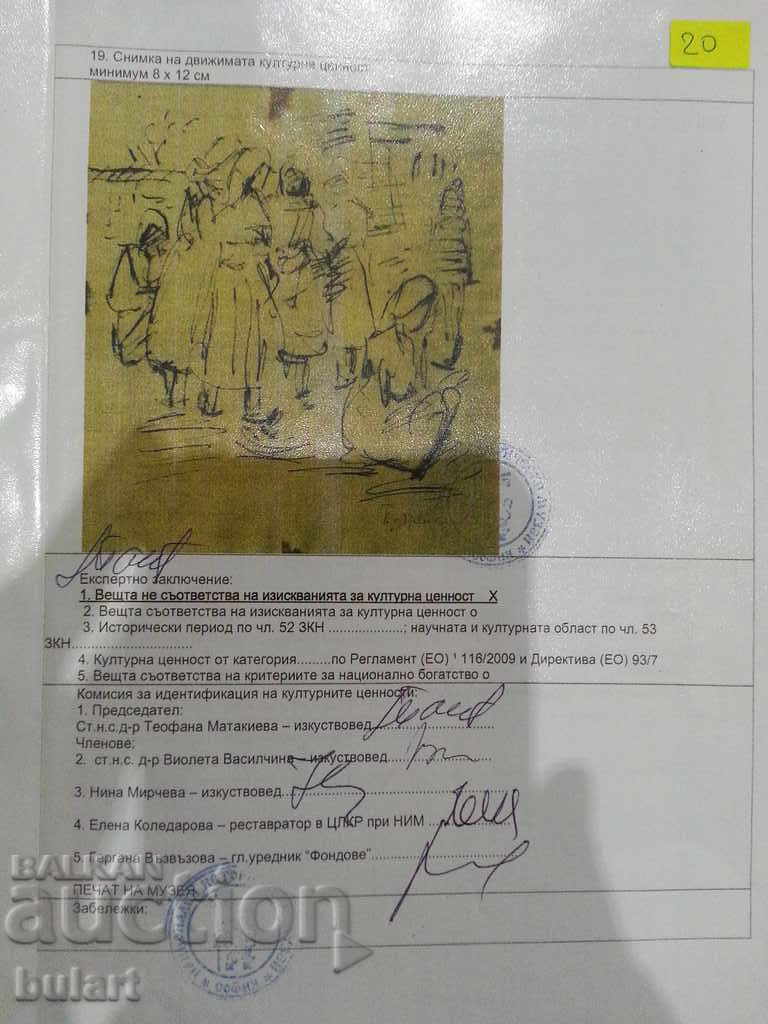 20
19. Снимка на движимата културна ценност
минимум 8 х 12 см
Експертно заключение:
1. Вещта не съответства на изискванията за културна ценност Х
2. Вещта съответства на изискванията за културна ценност о
3. Исторически период по чл. 52 ЗКН ..................; научната и културната област по чл. 53
ЗКН.............................
4. Културна ценност от категория.........по Регламент (ЕО) ¹ 116/2009 и Директива (ЕО) 93/7
5. Вещта съответства на критериите за национално богатство о
Комисия за идентификация на културните ценности:
1. Председател:
Ст.н.с.д-р Теофана Матакиева – изкуствовед
Членове:
2. ст.н.с. д-р Виолета Василчина – изкуствовед
3. Нина Мирчева – изкуствовед
4. Елена Коледарова – реставратор в ЦЛКР при НИМ
5. Гергана Възвъзова – гл.уредник “Фондове”
ПЕЧАТ НА МУЗЕЯ
Забележки:
БАЛКАН
auction
bulart